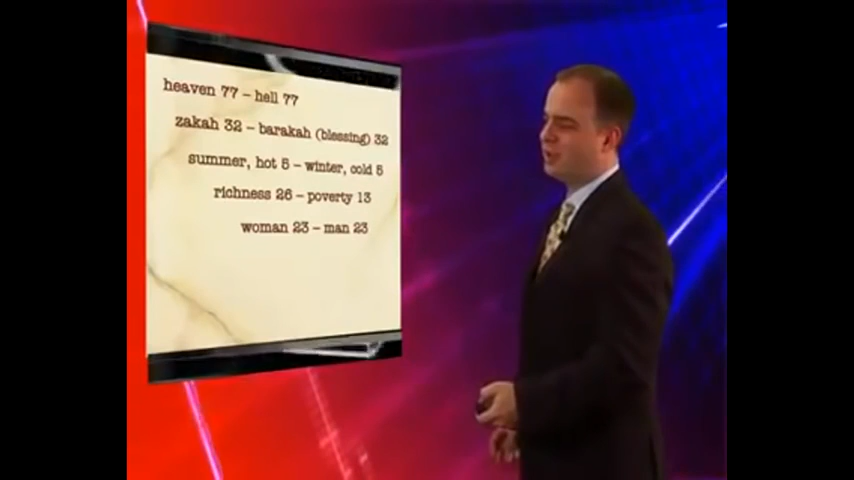 heaven 77 – hell 77
zakah 32 – barakah (blessing) 32
summer, hot 5 – winter, cold 5
richness 26 – poverty 13
woman 23 – man 23